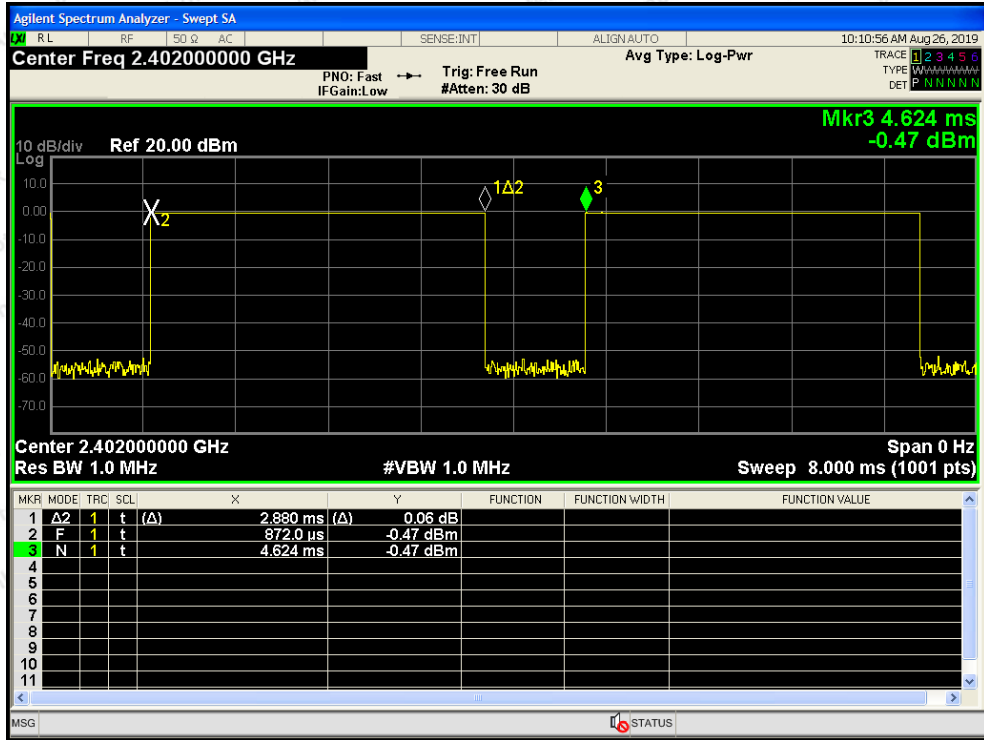 Agilent Spectrum Analyzer - Swept SA
LXI RL RF 50 Ω AC SENSE:INT ALIGN AUTO 10:10:56 AM Aug 26, 2019
Center Freq 2.402000000 GHz
PNO: Fast
IFGain:Low
Trig: Free Run
#Atten: 30 dB
Avg Type: Log-Pwr
TRACE 1 2 3 4 5 6
TYPE WWWWWW
DET P N N N N N
Mkr3 4.624 ms
-0.47 dBm
10 dB/div Ref 20.00 dBm
Log
10.0
0.00
-10.0
-20.0
-30.0
-40.0
-50.0
-60.0
-70.0
X2
1Δ2
3
Center 2.402000000 GHz Span 0 Hz
Res BW 1.0 MHz #VBW 1.0 MHz Sweep 8.000 ms (1001 pts)
MKR MODE TRC SCL X Y FUNCTION FUNCTION WIDTH FUNCTION VALUE
1 Δ2 1 t (Δ) 2.880 ms (Δ) 0.06 dB
2 F 1 t 872.0 µs -0.47 dBm
3 N 1 t 4.624 ms -0.47 dBm
4
5
6
7
8
9
10
11
MSG STATUS